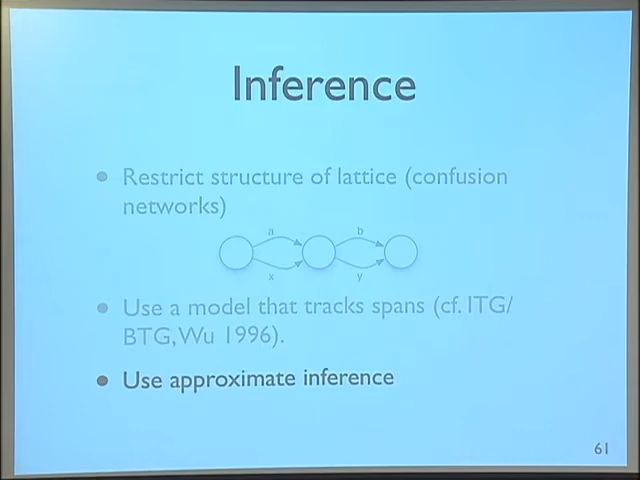 Inference
• Restrict structure of lattice (confusion
networks)
a
b
x
y
• Use a model that tracks spans (cf. ITG/
BTG, Wu 1996).
• Use approximate inference
61